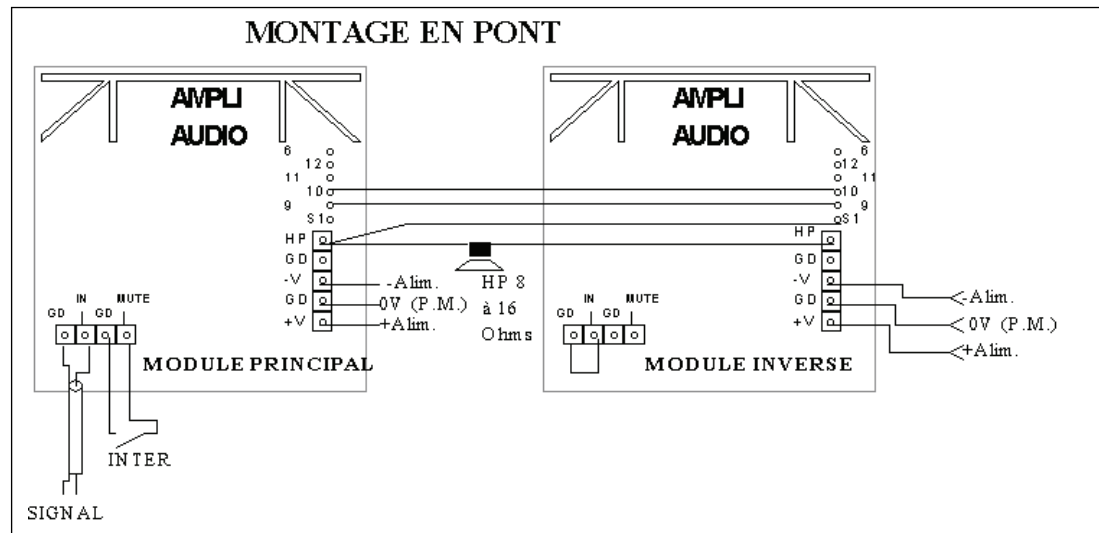 MONTAGE EN PONT
AMPLI
AUDIO
6
12
11
10
9
S1
HP
GD
-V
GD
+V
-Alim.
0V (P.M.)
+Alim.
GD IN GD MUTE
MODULE PRINCIPAL
INTER
SIGNAL
HP 8
à 16
Ohms
AMPLI
AUDIO
6
12
11
10
9
S1
HP
GD
-V
GD
+V
-Alim.
0V (P.M.)
+Alim.
GD IN GD MUTE
MODULE INVERSE